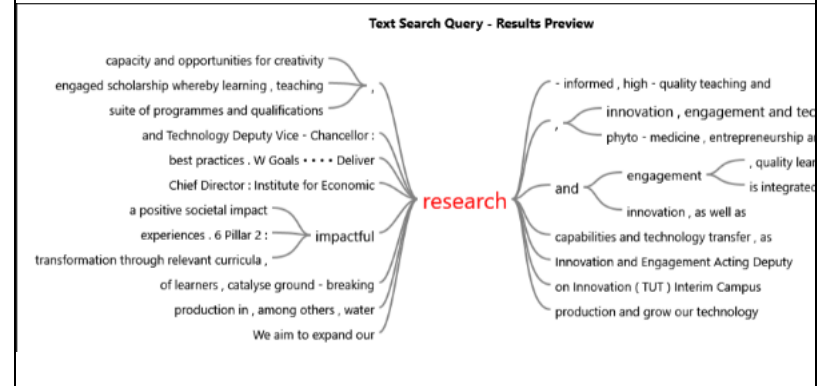 Text Search Query - Results Preview
capacity and opportunities for creativity
engaged scholarship whereby learning , teaching
suite of programmes and qualifications
,
and Technology Deputy Vice - Chancellor :
best practices . W Goals • • • • Deliver
Chief Director : Institute for Economic
a positive societal impact
experiences . 6 Pillar 2 :
transformation through relevant curricula ,
impactful
of learners , catalyse ground - breaking
production in , among others , water
We aim to expand our
research
- informed , high - quality teaching and
,
innovation , engagement and tec
phyto - medicine , entrepreneurship a
and
engagement
, quality lear
is integrated
innovation , as well as
capabilities and technology transfer , as
Innovation and Engagement Acting Deputy
on Innovation ( TUT ) Interim Campus
production and grow our technology